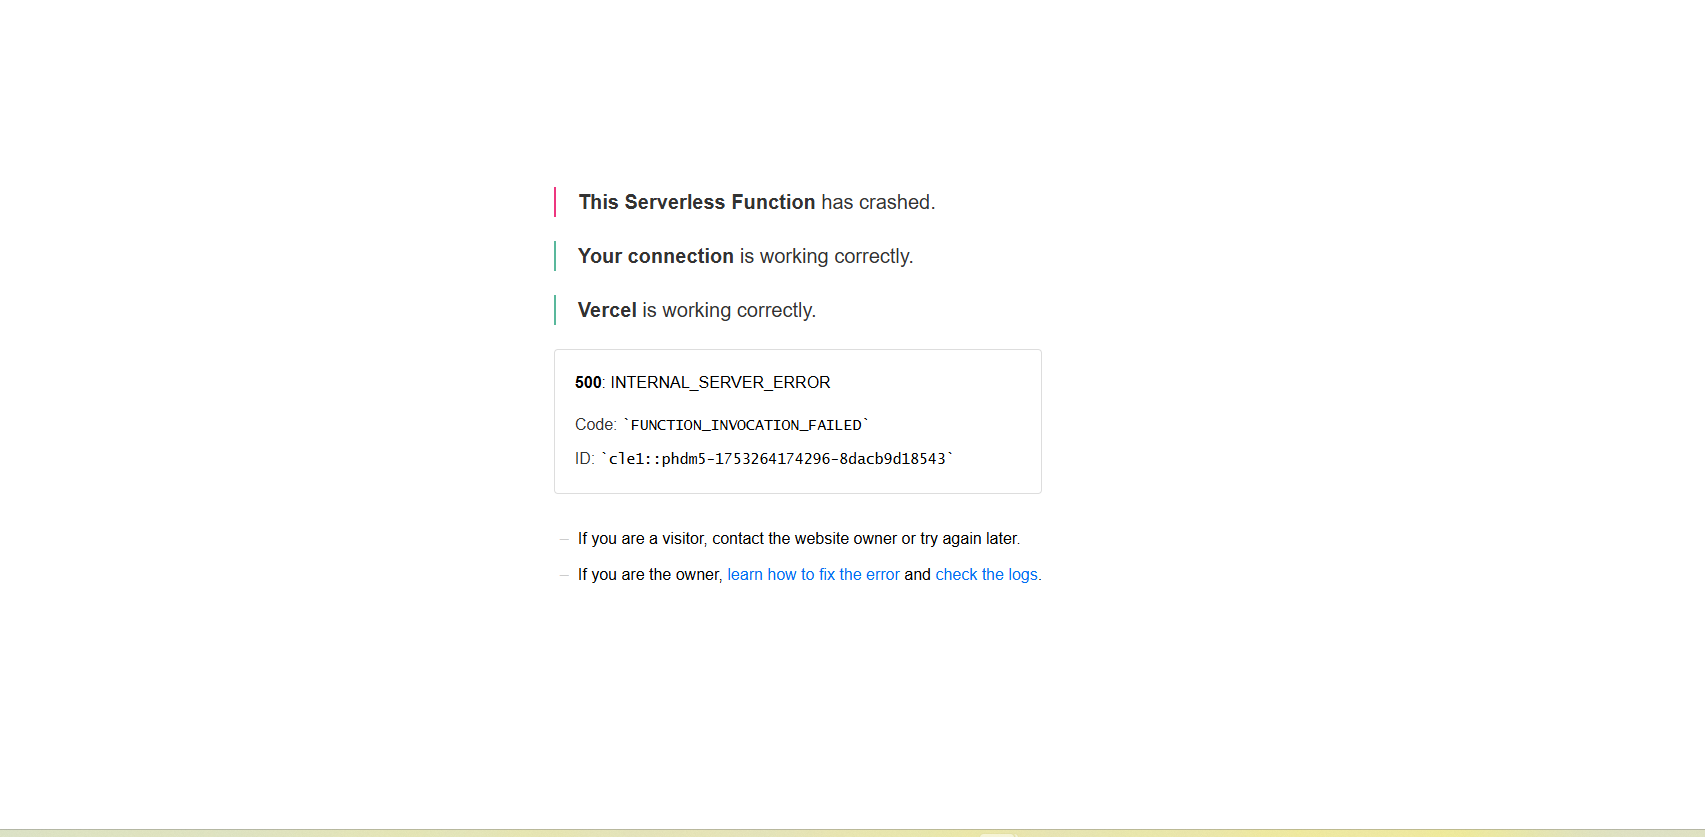 This Serverless Function has crashed.
Your connection is working correctly.
Vercel is working correctly.
500: INTERNAL_SERVER_ERROR
Code: `FUNCTION_INVOCATION_FAILED`
ID: `cle1::phdm5-1753264174296-8dacb9d18543`
– If you are a visitor, contact the website owner or try again later.
– If you are the owner, learn how to fix the error and check the logs.